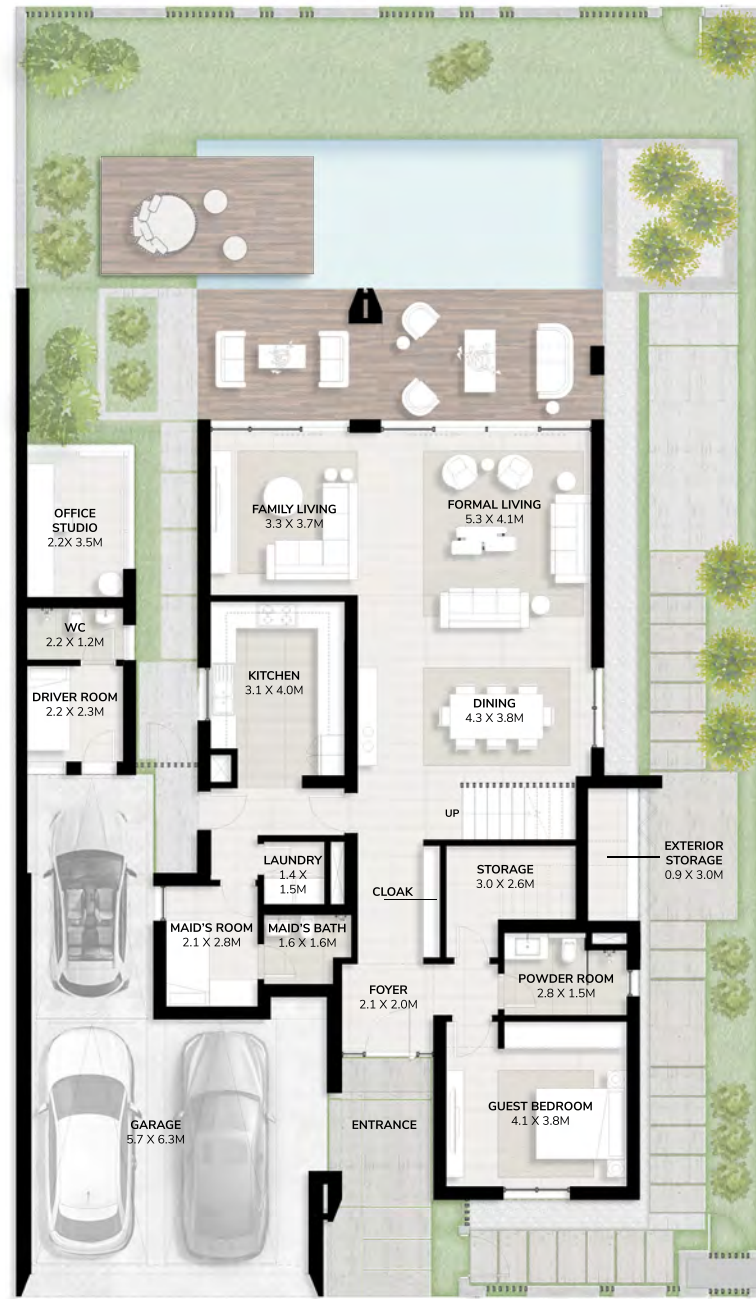 FAMILY LIVING
3.3 X 3.7M
FORMAL LIVING
5.3 X 4.1M
OFFICE
STUDIO
2.2X 3.5M
WC
2.2 X 1.2M
KITCHEN
3.1 X 4.0M
DRIVER ROOM
2.2 X 2.3M
DINING
4.3 X 3.8M
UP
LAUNDRY
1.4 X
1.5M
STORAGE
3.0 X 2.6M
EXTERIOR
STORAGE
0.9 X 3.0M
CLOAK
MAID'S ROOM
2.1 X 2.8M
MAID'S BATH
1.6 X 1.6M
FOYER
2.1 X 2.0M
POWDER ROOM
2.8 X 1.5M
GUEST BEDROOM
4.1 X 3.8M
GARAGE
5.7 X 6.3M
ENTRANCE